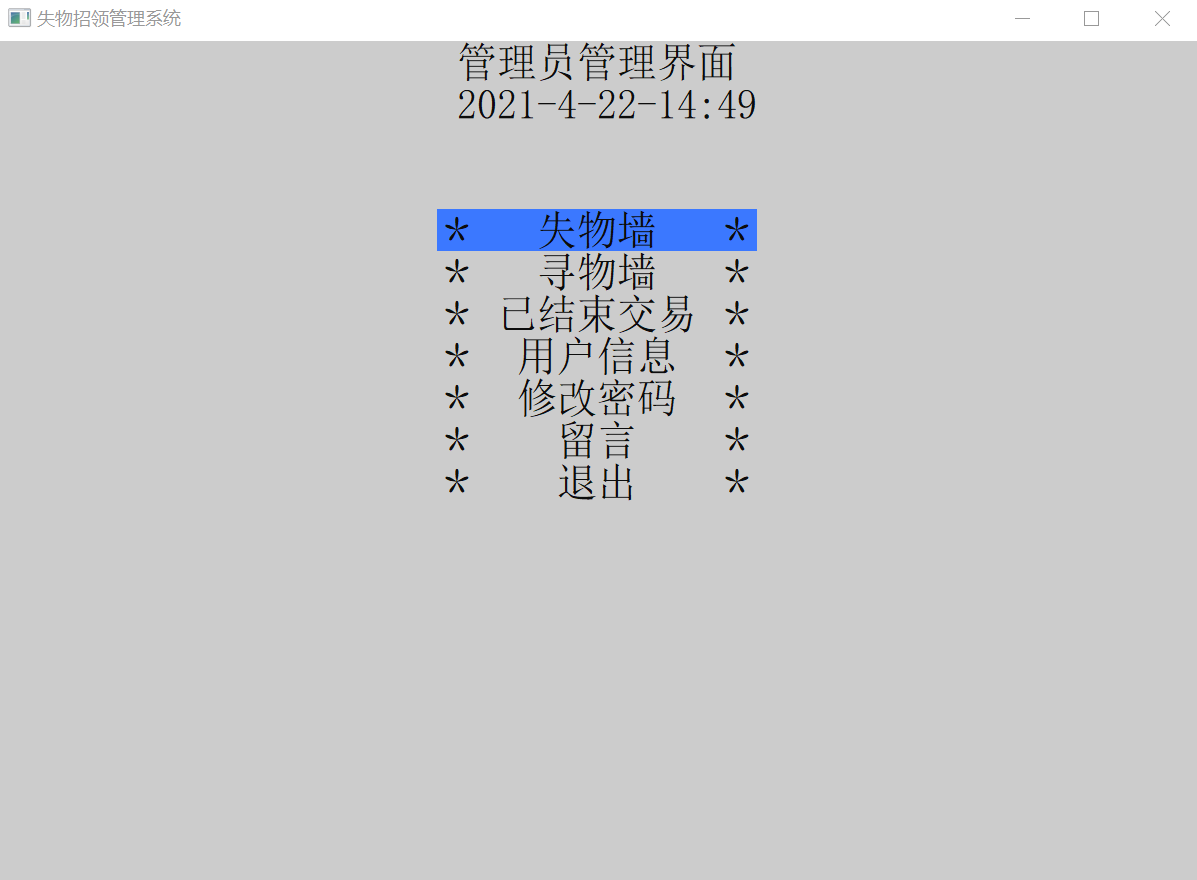 失物招领管理系统
管理员管理界面
2021-4-22-14:49
* 失物墙 *
* 寻物墙 *
* 已结束交易 *
* 用户信息 *
* 修改密码 *
* 留言 *
* 退出 *